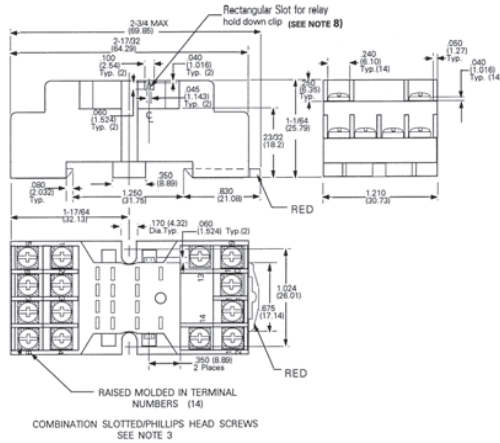 Rectangular Slot for relay
hold down clip (SEE NOTE 8)
2-3/4 MAX
(69.85)
2-17/32
(64.29)
.100
(2.54)
Typ. (2)
.040
(1.016)
Typ. (2)
.045
(1.143)
Typ. (2)
.060
(1.524)
Typ. (2)
23/32
(18.2)
1-1/64
(25.79)
.250
(6.35)
Typ.
.240
(6.10)
Typ.(14)
.050
(1.27)
Typ.
.040
(1.016)
Typ. (14)
.080
(2.032)
Typ.
1.250
(31.75)
.350
(8.89)
.830
(21.08)
RED
1.210
(30.73)
1-17/64
(32.13)
.170 (4.32)
Dia.Typ.
.060
(1.524) Typ.(2)
13
14
1.024
(26.01)
.675
(17.14)
.350 (8.89)
2 Places
RED
RAISED MOLDED IN TERMINAL
NUMBERS (14)
COMBINATION SLOTTED/PHILLIPS HEAD SCREWS
SEE NOTE 3